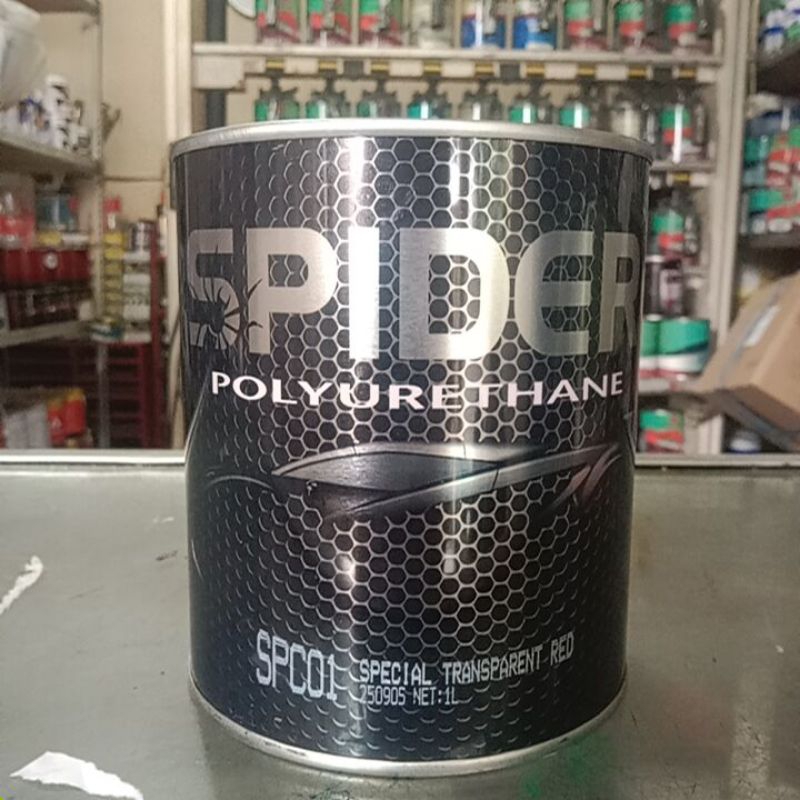 SPIDER
POLYURETHANE
SPC01 SPECIAL TRANSPARENT RED
250905 NET:1L